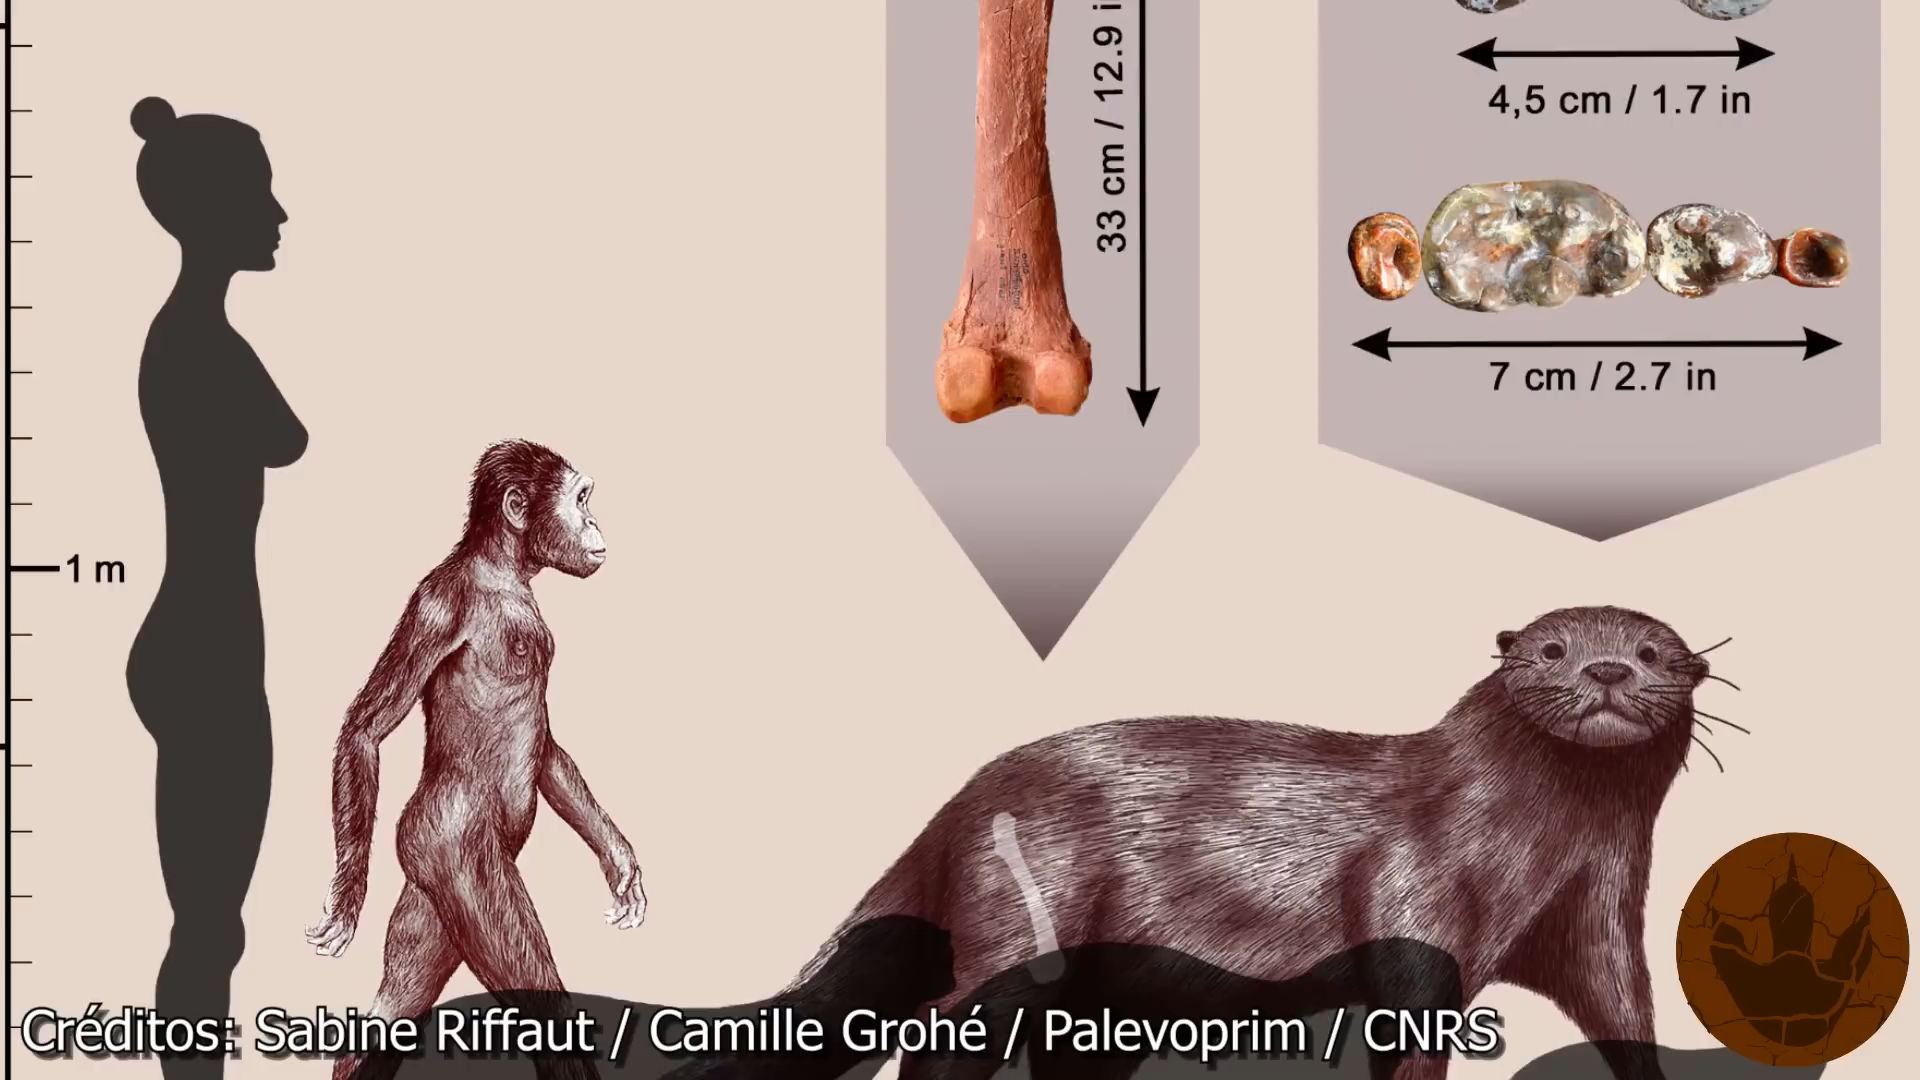 33 cm / 12.9 i
4,5 cm / 1.7 in
7 cm / 2.7 in
1 m
Créditos: Sabine Riffaut / Camille Grohé / Palevoprim / CNRS